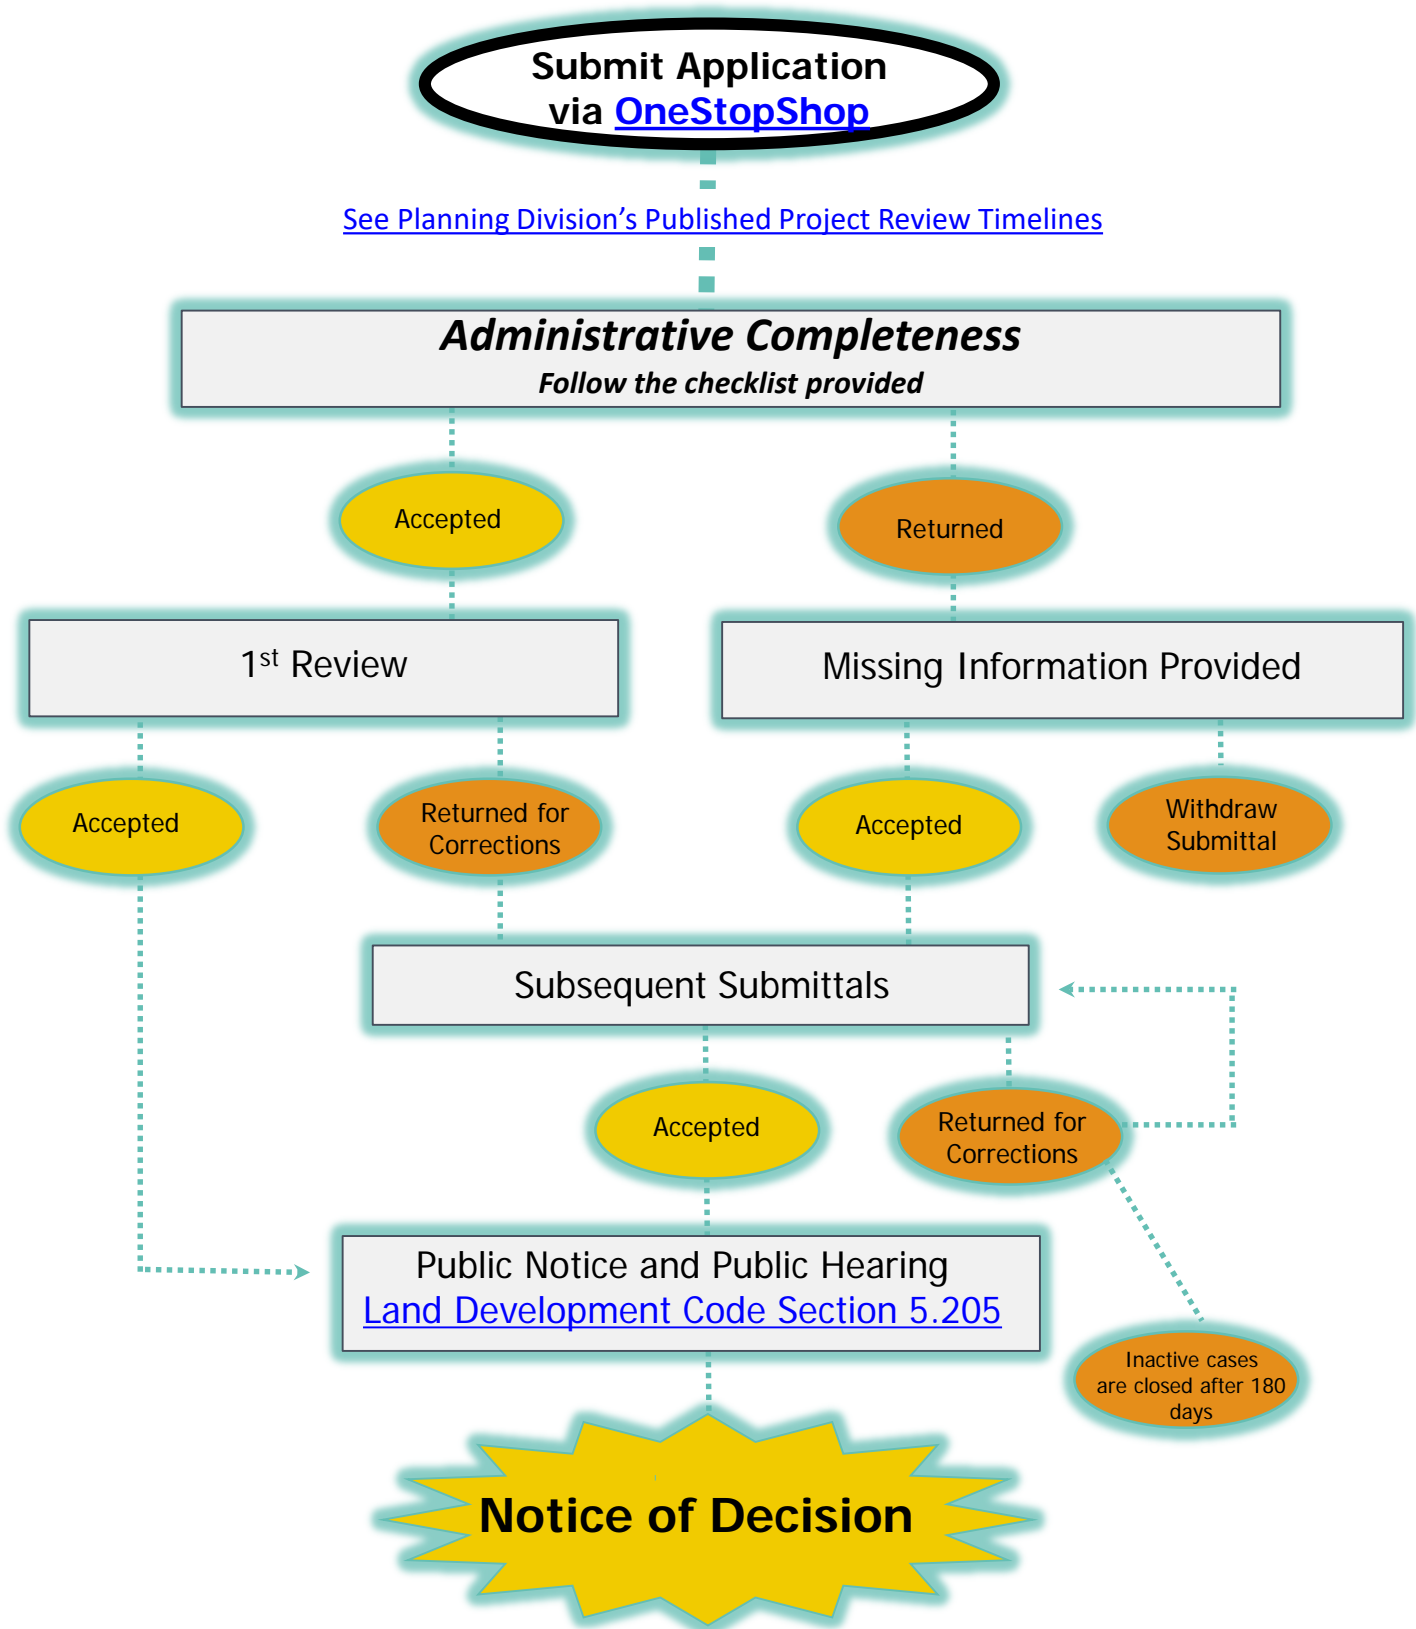 Submit Application
via OneStopShop
See Planning Division’s Published Project Review Timelines
Administrative Completeness
Follow the checklist provided
Accepted
Returned
1st Review
Missing Information Provided
Accepted
Returned for
Corrections
Accepted
Withdraw
Submittal
Subsequent Submittals
Accepted
Returned for
Corrections
Public Notice and Public Hearing
Land Development Code Section 5.205
Inactive cases
are closed after 180
days
Notice of Decision